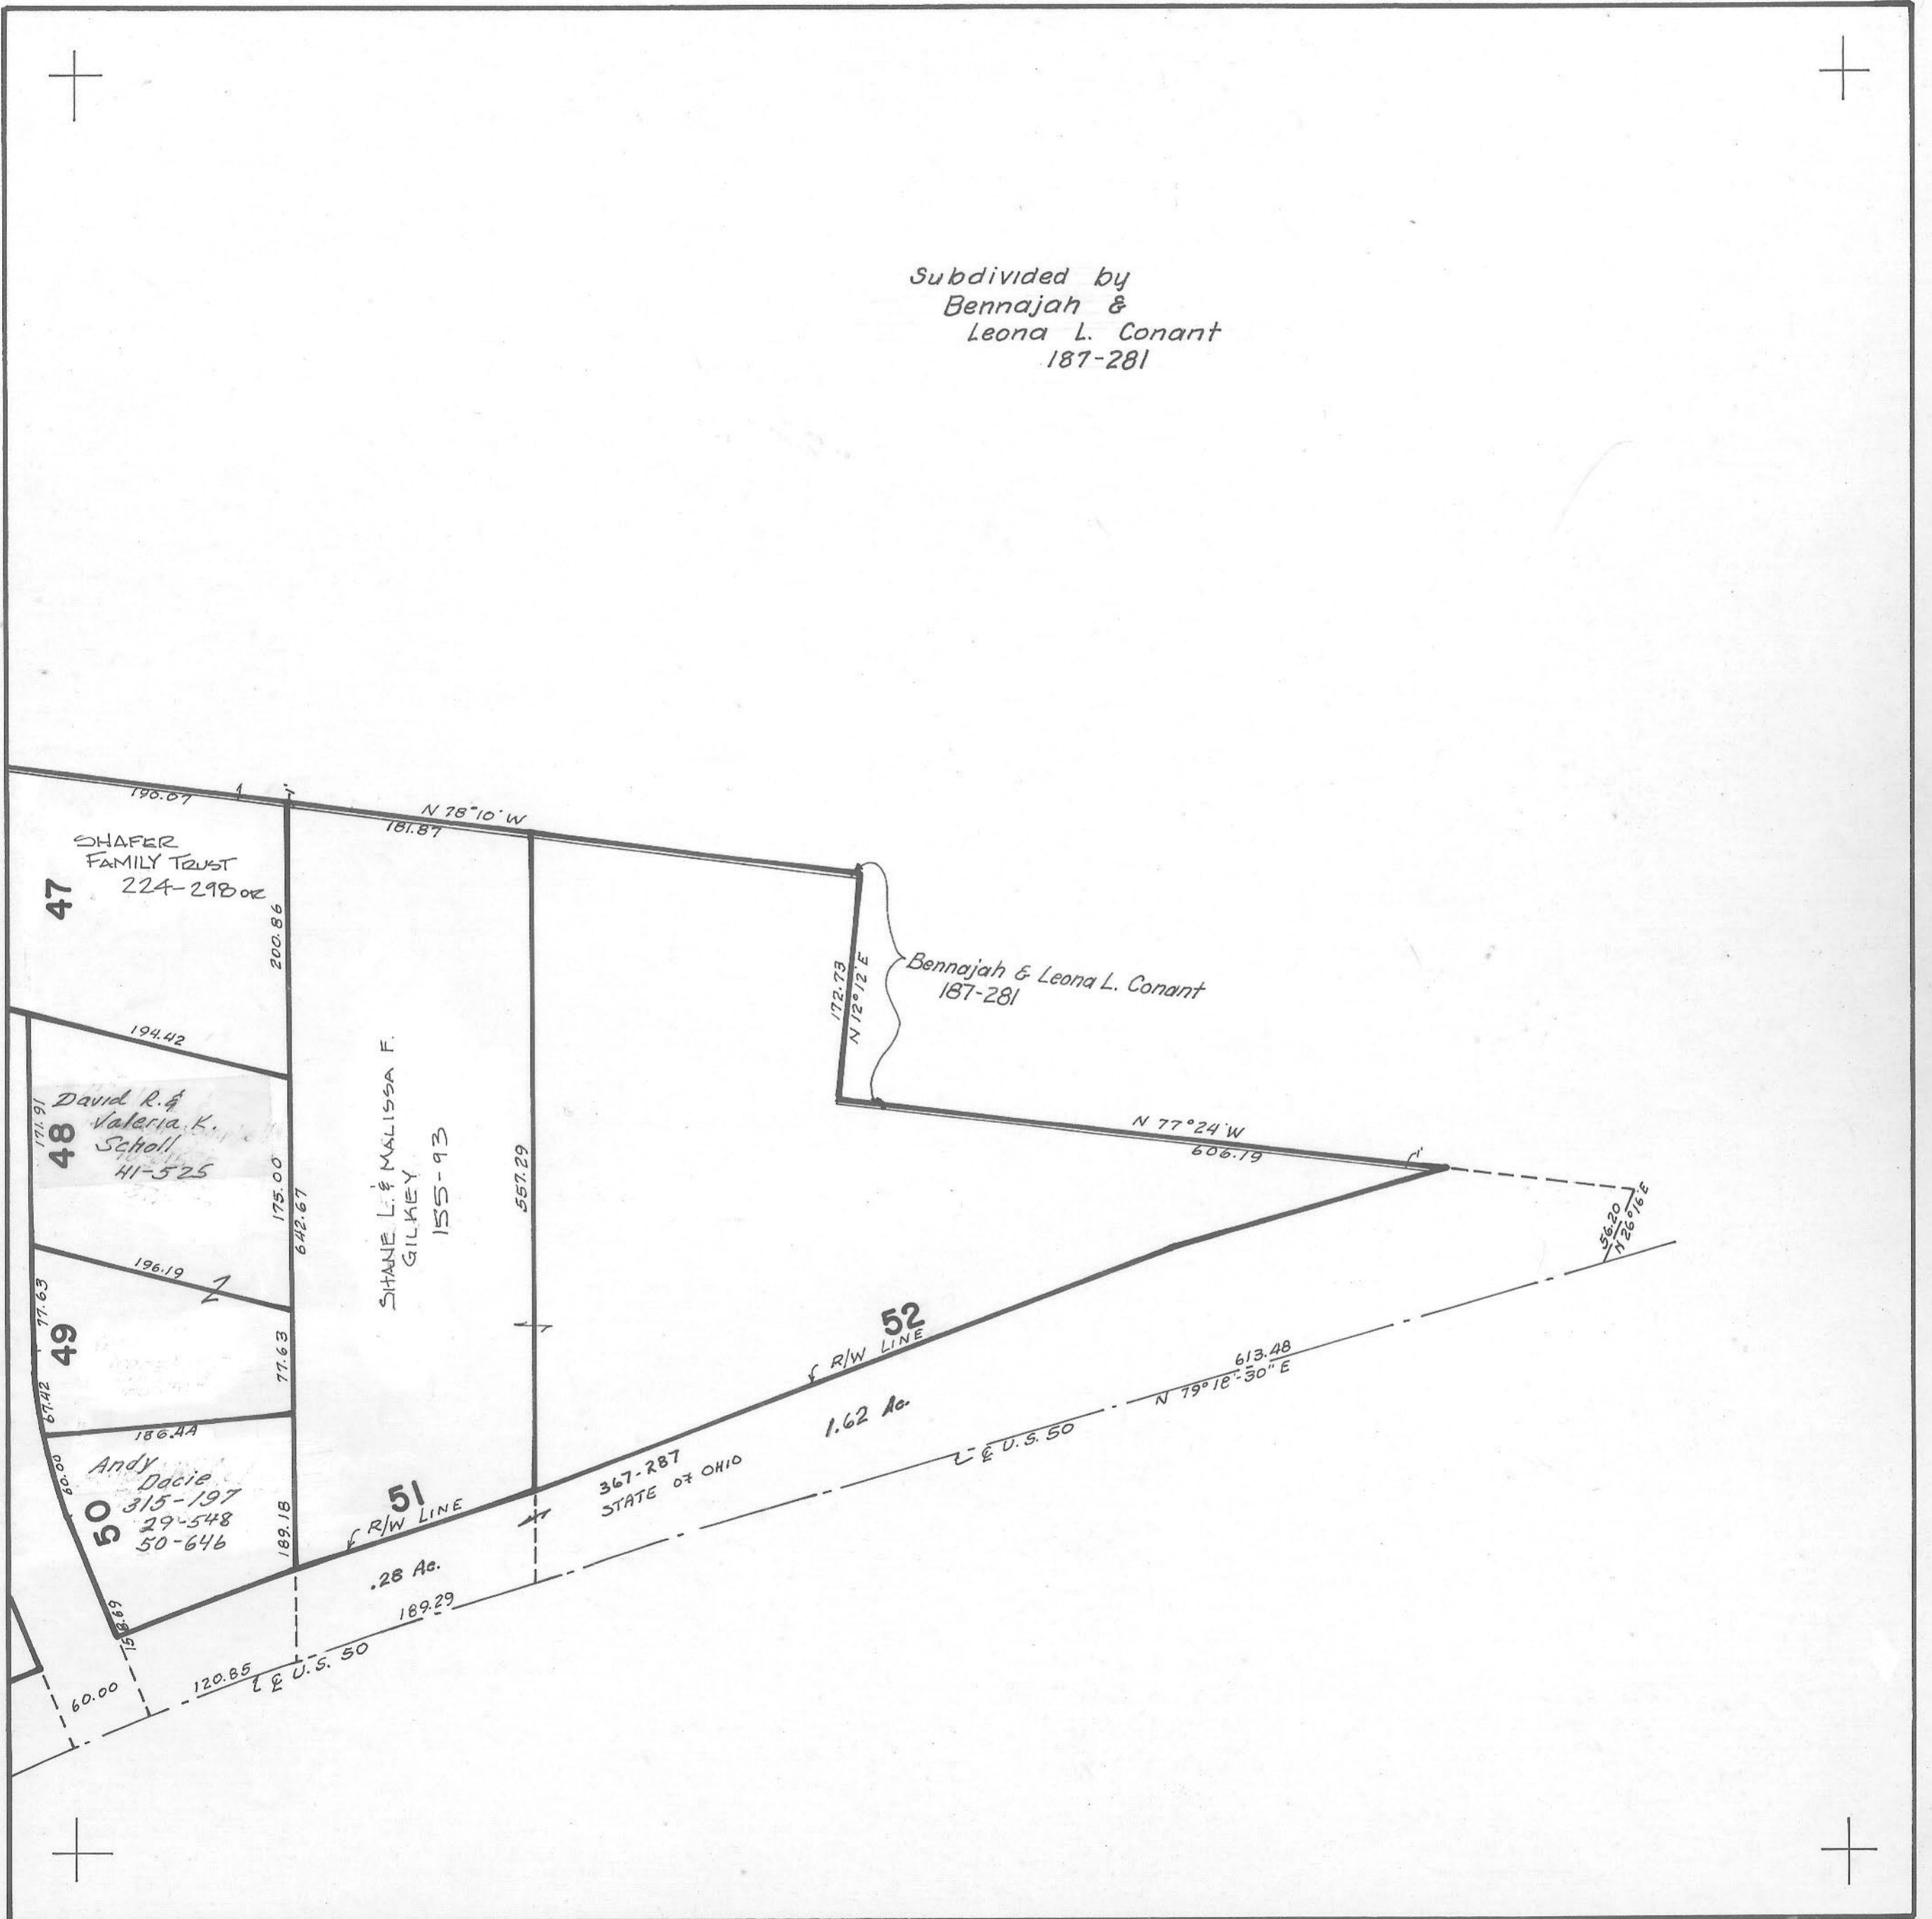 Subdivided by
Bennajah &
Leona L. Conant
187-281
N 78°10' W
181.87
SHAFER
FAMILY TRUST
224-298 OR
47
200.86
194.42
Bennajah & Leona L. Conant
187-281
172.73
N 12°12' E
David R. &
Valeria K.
Scholl
41-525
48
171.91
175.00
642.67
SHANE L. & MALISSA F.
GILKEY
155-93
557.29
N 77°24' W
606.19
56.20
N 26°16' E
196.19
77.63
49
77.63
67.42
186.44
52
R/W LINE
1.62 Ac.
613.48
N 79°18'-30" E
℄ U.S. 50
367-287
STATE OF OHIO
Andy
Dacie
315-197
29-548
50-646
50
60.00
189.18
51
R/W LINE
.28 Ac.
189.29
℄ U.S. 50
120.85
60.00